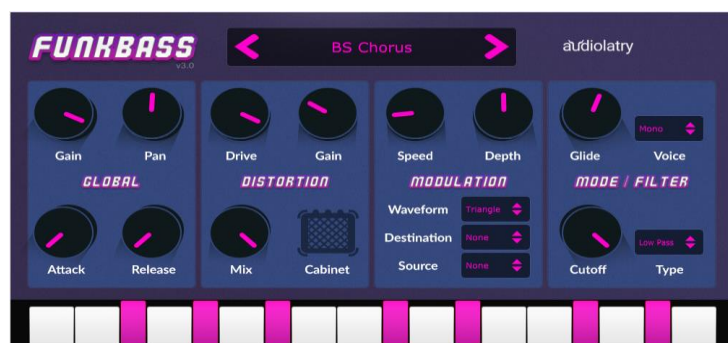 FUNKBASS
v3.0
BS Chorus
audiolatry
Gain Pan
GLOBAL
Attack Release
Drive Gain
DISTORTION
Mix Cabinet
Speed Depth
MODULATION
Waveform Triangle
Destination None
Source None
Glide Mono Voice
MODE / FILTER
Cutoff Low Pass Type